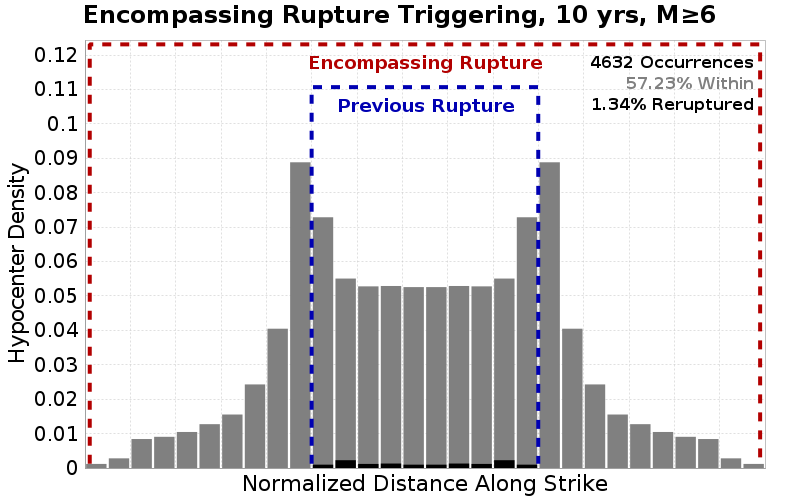 Encompassing Rupture Triggering, 10 yrs, M≥6
Encompassing Rupture
Previous Rupture
4632 Occurrences
57.23% Within
1.34% Reruptured
Hypocenter Density
0.12
0.11
0.1
0.09
0.08
0.07
0.06
0.05
0.04
0.03
0.02
0.01
0
Normalized Distance Along Strike